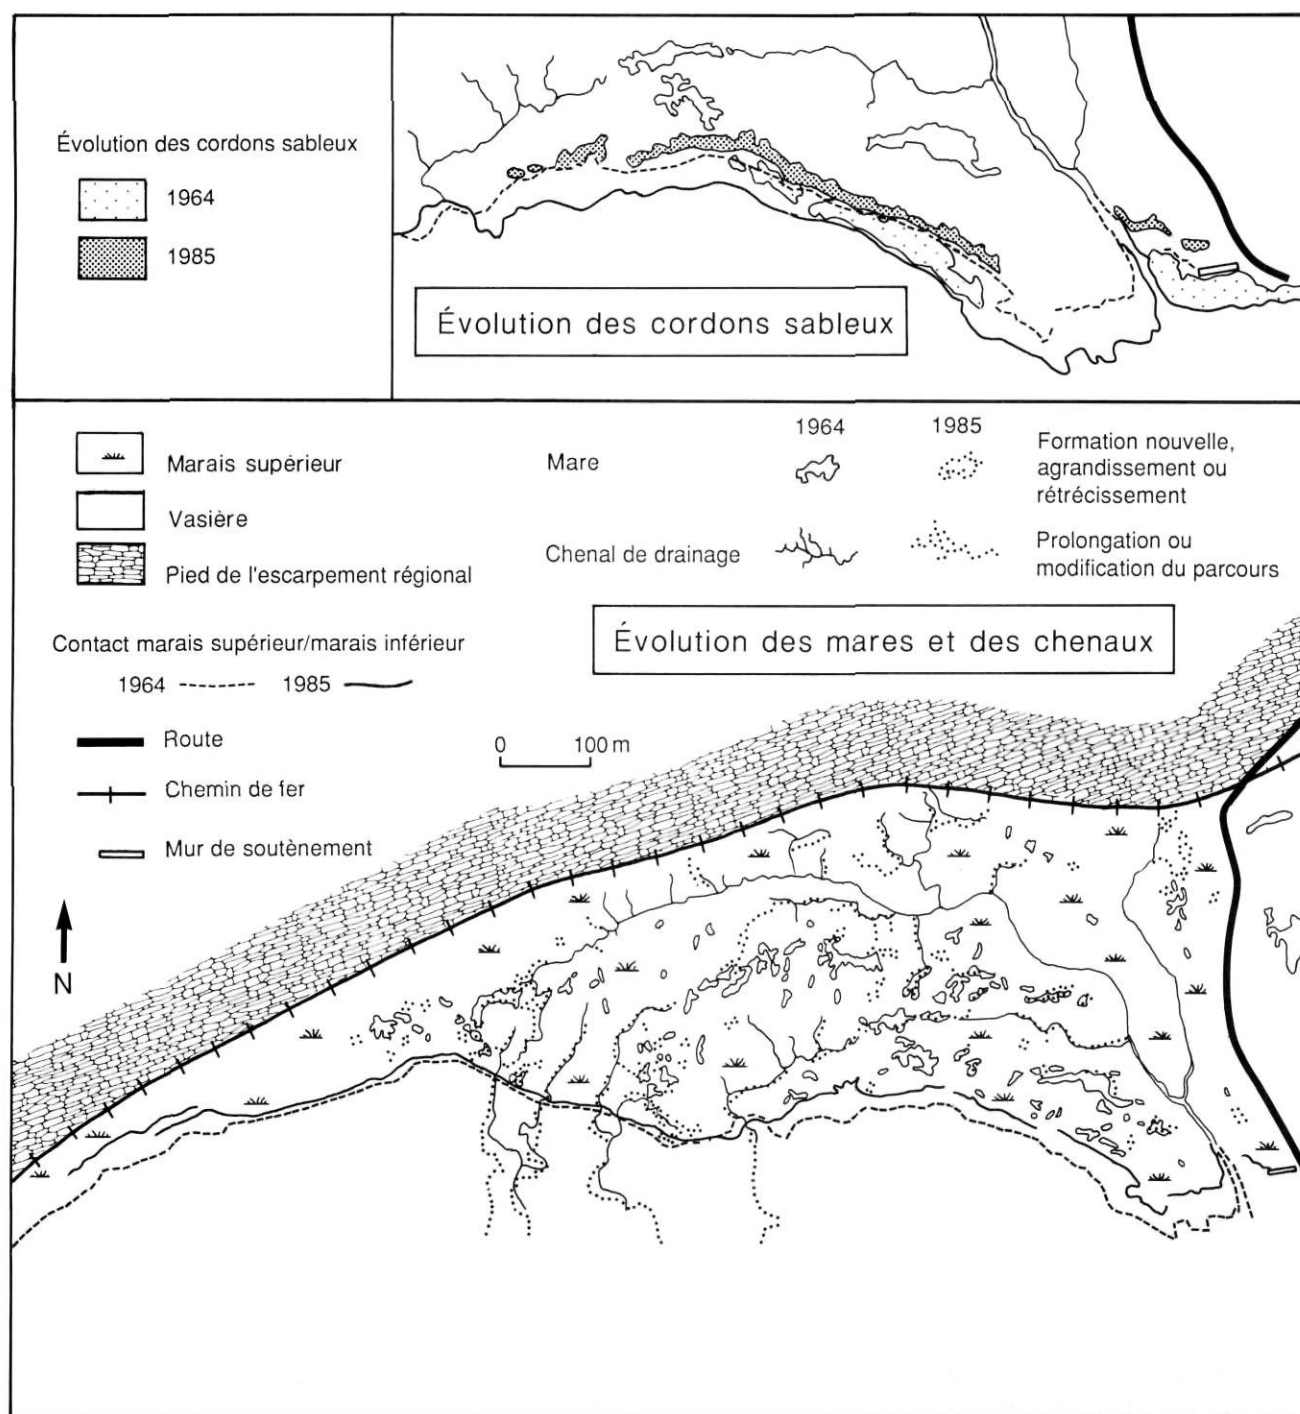 Évolution des cordons sableux
1964
1985
Évolution des cordons sableux
Marais supérieur
Vasière
Pied de l'escarpement régional
Contact marais supérieur/marais inférieur
1964 1985
Route
Chemin de fer
Mur de soutènement
1964 1985
Mare
Formation nouvelle,
agrandissement ou
rétrécissement
Chenal de drainage
Prolongation ou
modification du parcours
Évolution des mares et des chenaux
0 100 m
N